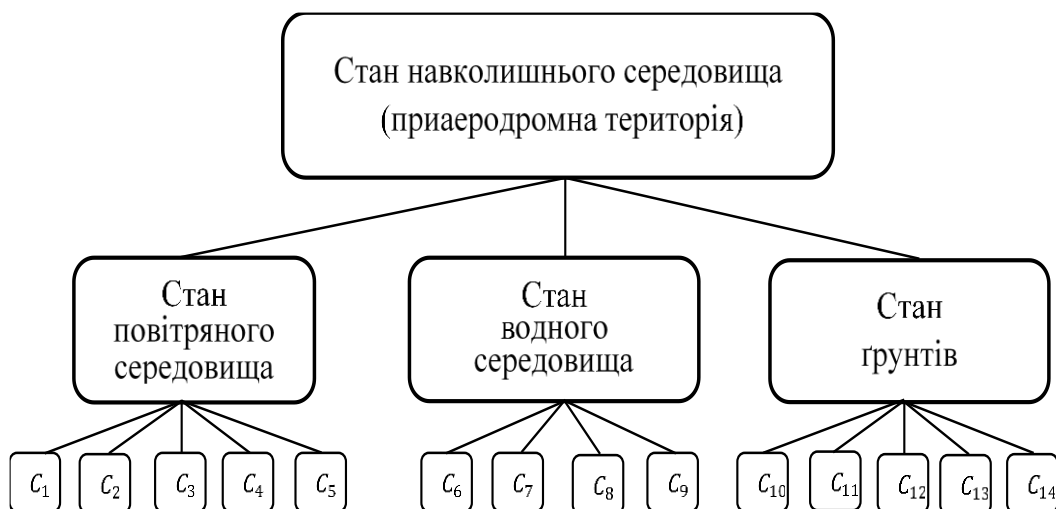 Стан навколишнього середовища
(приаеродромна територія)
Стан
повітряного
середовища
Стан
водного
середовища
Стан
ґрунтів
C₁ C₂ C₃ C₄ C₅ C₆ C₇ C₈ C₉ C₁₀ C₁₁ C₁₂ C₁₃ C₁₄